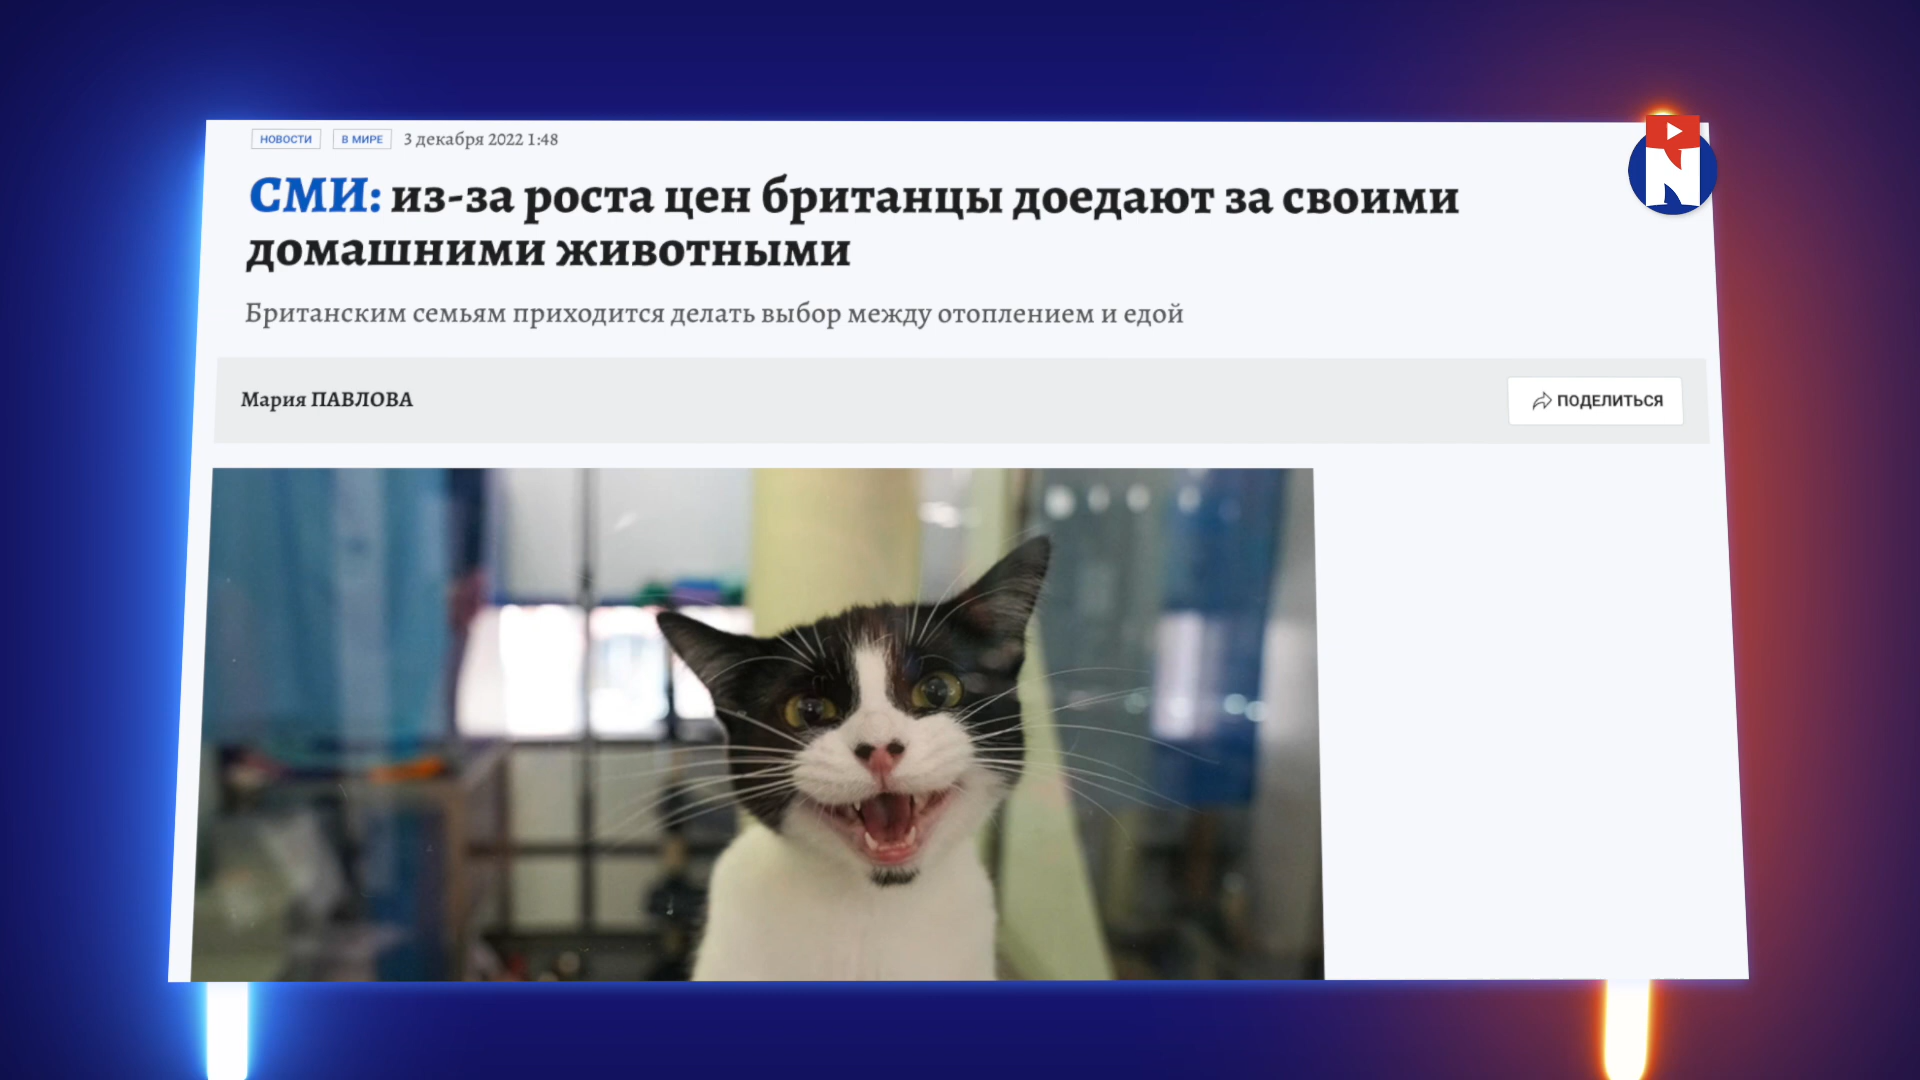 НОВОСТИ В МИРЕ 3 декабря 2022 1:48
СМИ: из-за роста цен британцы доедают за своими
домашними животными
Британским семьям приходится делать выбор между отоплением и едой
Мария ПАВЛОВА
ПОДЕЛИТЬСЯ
N